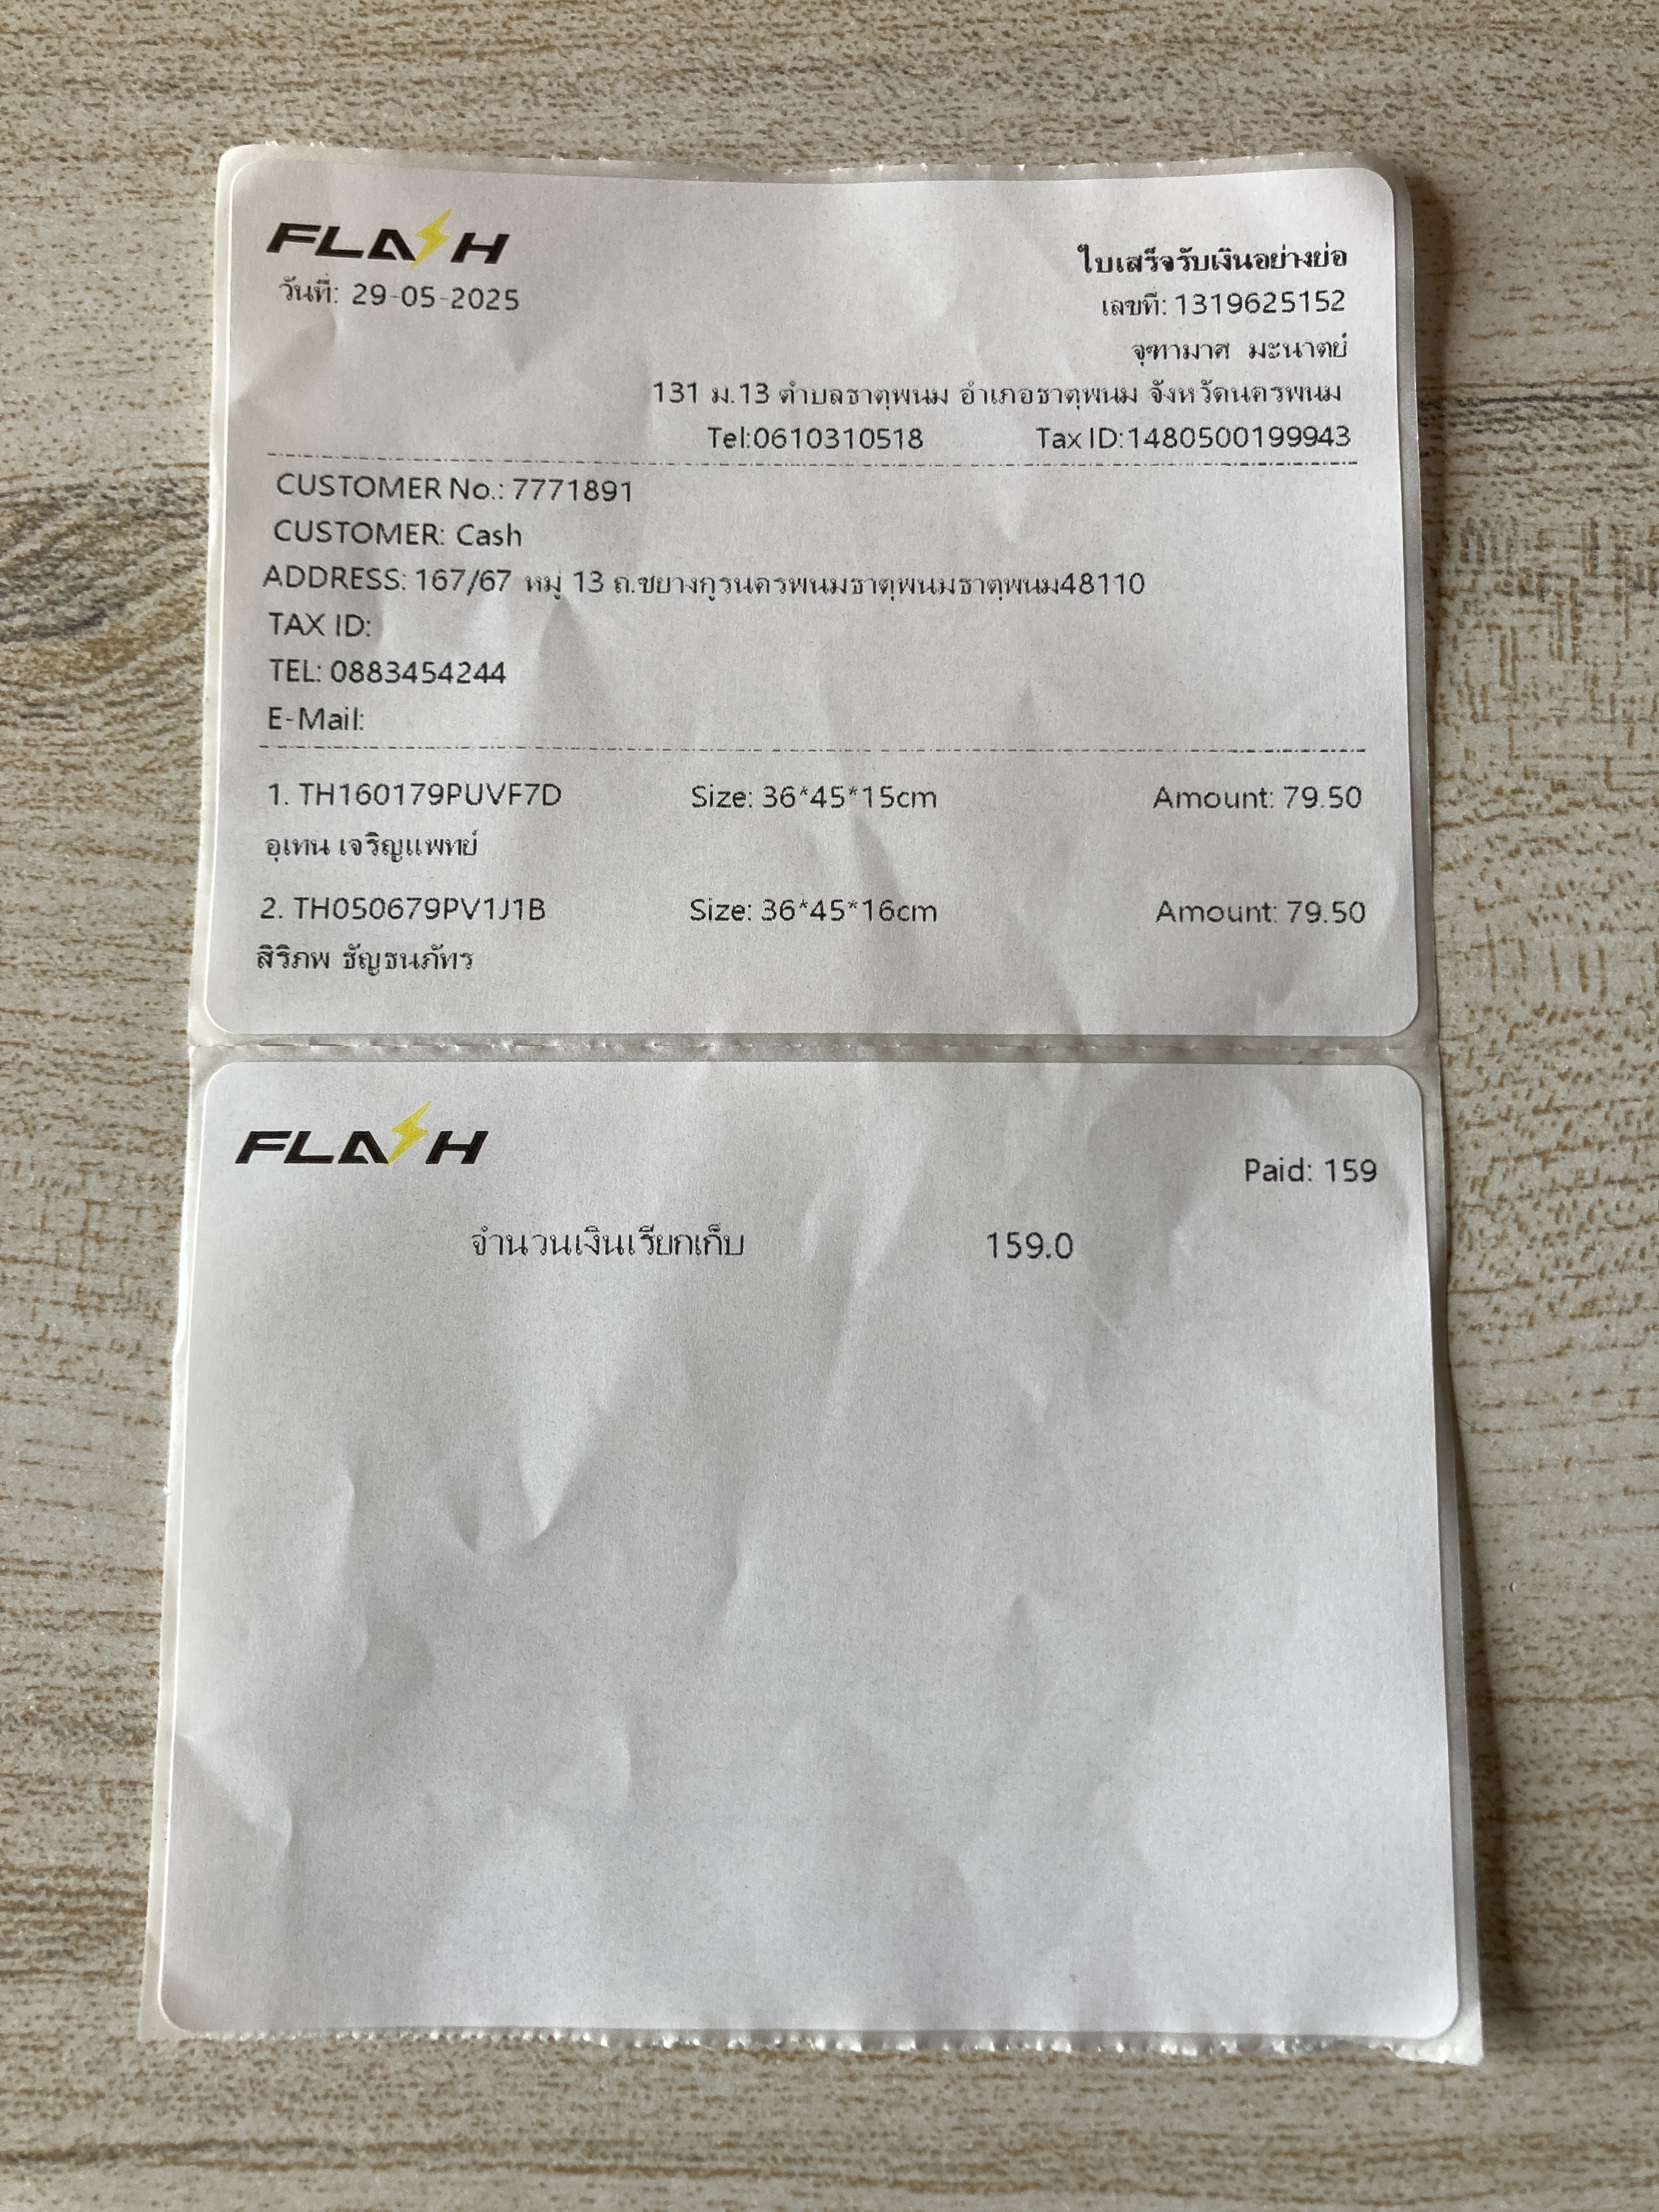 FLASH
วันที่: 29-05-2025
ใบเสร็จรับเงินอย่างย่อ
เลขที่: 1319625152
จุฑามาศ มะนาตย์
131 ม.13 ตำบลธาตุพนม อำเภอธาตุพนม จังหวัดนครพนม
Tel:0610310518 Tax ID:1480500199943
CUSTOMER No.: 7771891
CUSTOMER: Cash
ADDRESS: 167/67 หมู่ 13 ถ.ชยางกูรนครพนมธาตุพนมธาตุพนม48110
TAX ID:
TEL: 0883454244
E-Mail:
1. TH160179PUVF7D Size: 36*45*15cm Amount: 79.50
อุเทน เจริญแพทย์
2. TH050679PV1J1B Size: 36*45*16cm Amount: 79.50
สิริภพ ธัญธนภัทร
FLASH
Paid: 159
จำนวนเงินเรียกเก็บ 159.0